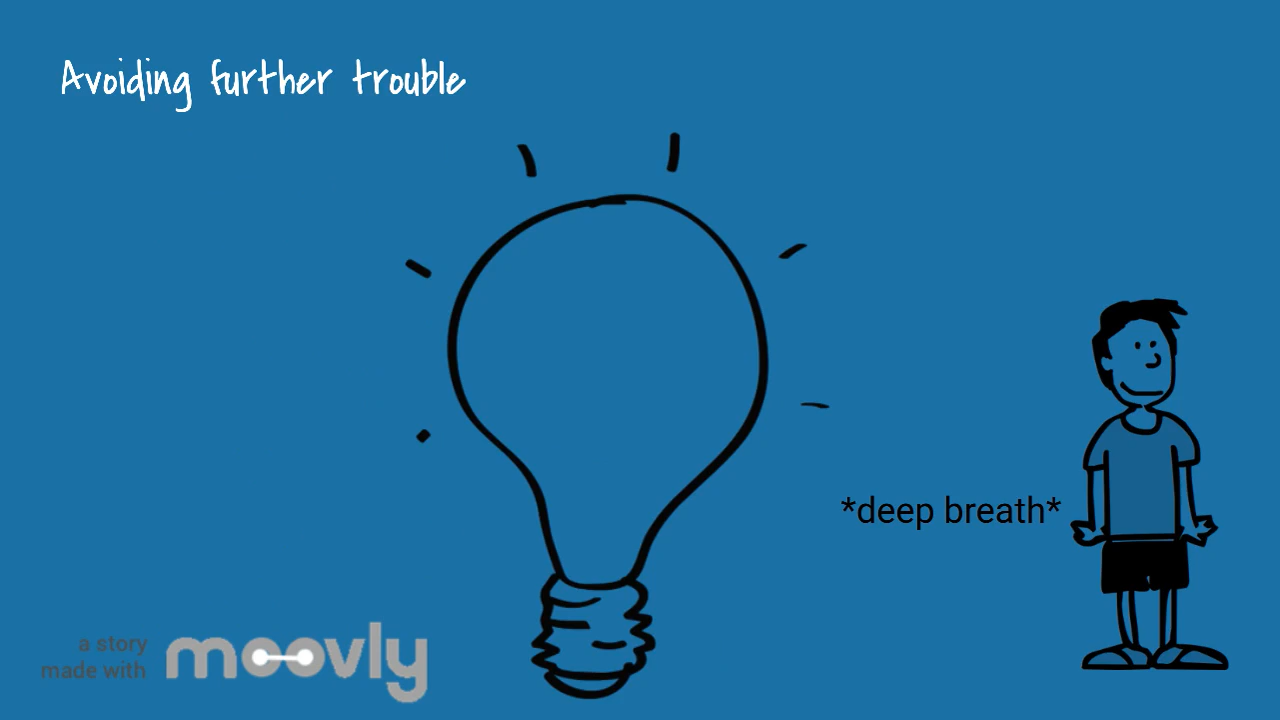 Avoiding further trouble
*deep breath*
a story
made with
moovly